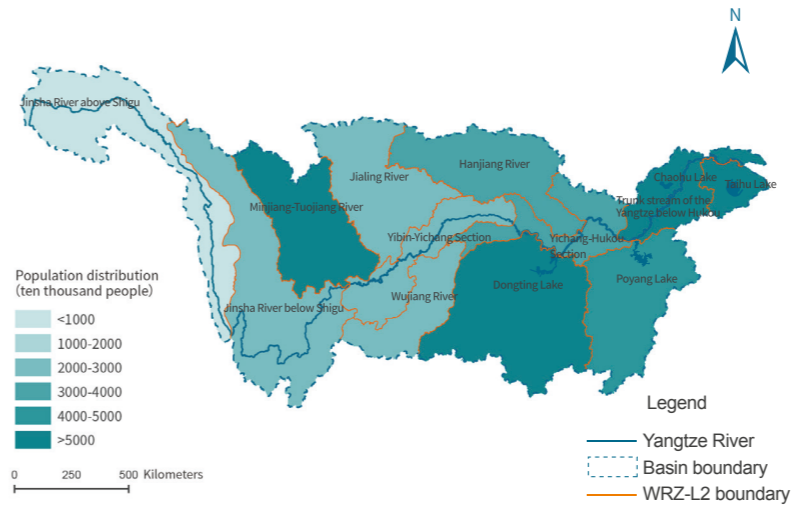 N
Jinsha River above Shigu
Minjiang-Tuojiang River
Jialing River
Hanjiang River
Chaohu Lake
Taihu Lake
Trunk stream of the
Yangtze below Hukou
Yibin-Yichang Section
Yichang-Hukou
Section
Jinsha River below Shigu
Wujiang River
Dongting Lake
Poyang Lake
Population distribution
(ten thousand people)
<1000
1000-2000
2000-3000
3000-4000
4000-5000
>5000
0 250 500 Kilometers
Legend
Yangtze River
Basin boundary
WRZ-L2 boundary